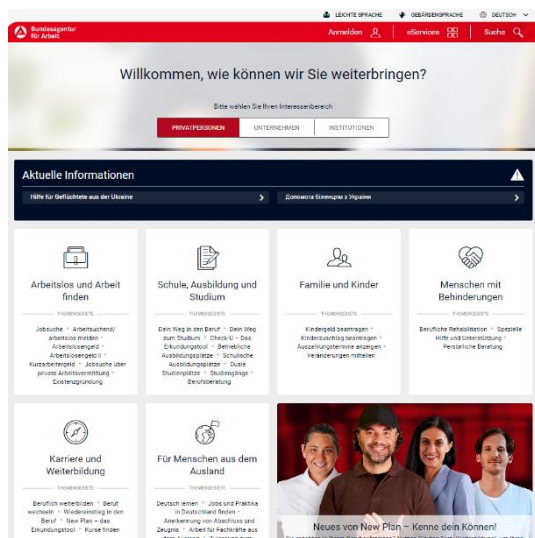 LEICHTE SPRACHE GEBÄRDENSPRACHE DEUTSCH
Bundesagentur
für Arbeit
Anmelden eServices Suche
Willkommen, wie können wir Sie weiterbringen?
Bitte wählen Sie Ihren Interessenbereich
PRIVATPERSONEN UNTERNEHMEN INSTITUTIONEN
Aktuelle Informationen
Hilfe für Geflüchtete aus der Ukraine
Допомога біженцям з України
Arbeitslos und Arbeit
finden
THEMENGEBIETE
Jobsuche • Arbeitsuchend/
arbeitslos melden •
Arbeitslosengeld •
Arbeitslosengeld II •
Kurzarbeitergeld • Jobsuche über
private Arbeitsvermittlung •
Existenzgründung
Schule, Ausbildung und
Studium
THEMENGEBIETE
Dein Weg in den Beruf • Dein Weg
zum Studium • Check-U – Das
Erkundungstool • Betriebliche
Ausbildungsplätze • Schulische
Ausbildungsplätze • Duale
Studienplätze • Studiengänge •
Berufsberatung
Familie und Kinder
THEMENGEBIETE
Kindergeld beantragen •
Kinderzuschlag beantragen •
Auszahlungstermine anzeigen •
Veränderungen mitteilen
Menschen mit
Behinderungen
THEMENGEBIETE
Berufliche Rehabilitation • Spezielle
Hilfe und Unterstützung •
Persönliche Beratung
Karriere und
Weiterbildung
THEMENGEBIETE
Beruflich weiterbilden • Beruf
wechseln • Wiedereinstieg in den
Beruf • New Plan – das
Erkundungstool • Kurse finden
Für Menschen aus dem
Ausland
THEMENGEBIETE
Deutsch lernen • Jobs und Praktika
in Deutschland finden •
Anerkennung von Abschluss und
Zeugnis • Arbeit für Fachkräfte aus
Neues von New Plan – Kenne dein Können!